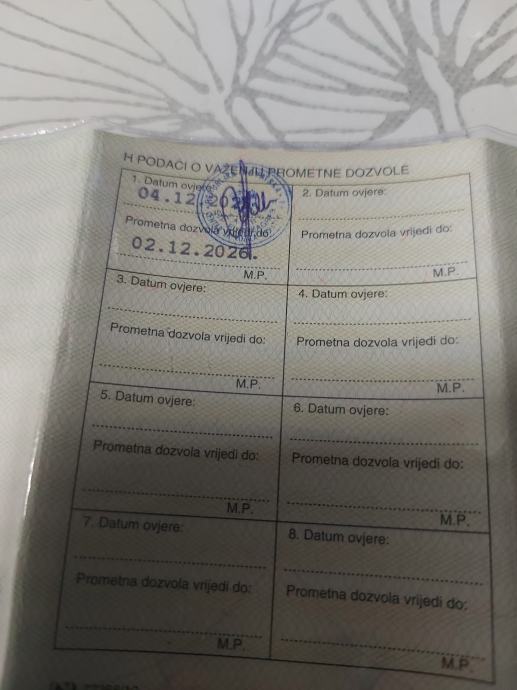 H PODACI O VAŽENJU PROMETNE DOZVOLE
1. Datum ovjere:
04.12.
Prometna dozvola vrijedi do:
02.12.2026.
M.P.
2. Datum ovjere:
Prometna dozvola vrijedi do:
M.P.
3. Datum ovjere:
Prometna dozvola vrijedi do:
M.P.
4. Datum ovjere:
Prometna dozvola vrijedi do:
M.P.
5. Datum ovjere:
Prometna dozvola vrijedi do:
M.P.
6. Datum ovjere:
Prometna dozvola vrijedi do:
M.P.
7. Datum ovjere:
Prometna dozvola vrijedi do:
M.P.
8. Datum ovjere:
Prometna dozvola vrijedi do:
M.P.